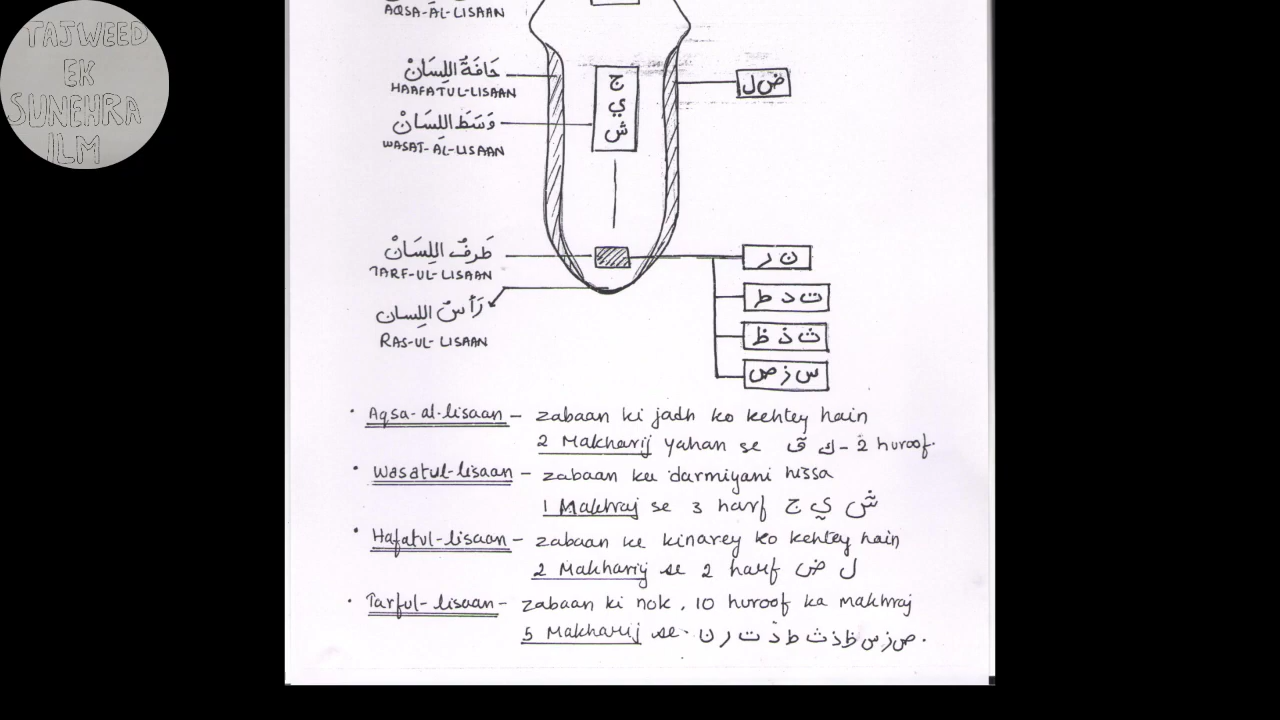 TAJWEED
EK
SUNEHRA
ILM
AQSA-AL-LISAAN
حَافَةُ اللِّسَانْ
HAAFATUL-LISAAN
وَسَط اللسَانْ
WASAT-AL-LISAAN
ج
ي
ش
ض ل
طَرفُ اللِسَانْ
TARF-UL-LISAAN
رَأسُ اللِسان
RAS-UL-LISAAN
ن ر
ت د ط
ث ذ ظ
س ز ص
• Aqsa-al-lisaan – zabaan ki jadh ko kehtey hain
2 Makharij yahan se ق ك – 2 huroof.
• Wasatul-lisaan – zabaan ka darmiyani hissa
1 Makhraj se 3 harf ج ي ش
• Hafatul-lisaan – zabaan ke kinarey ko kehtey hain
2 Makharij se 2 harf ض ل
• Tarful-lisaan – zabaan ki nok, 10 huroof ka makhraj
5 Makharij se ن ر ت د ط ث ذ ظ س ز ص.